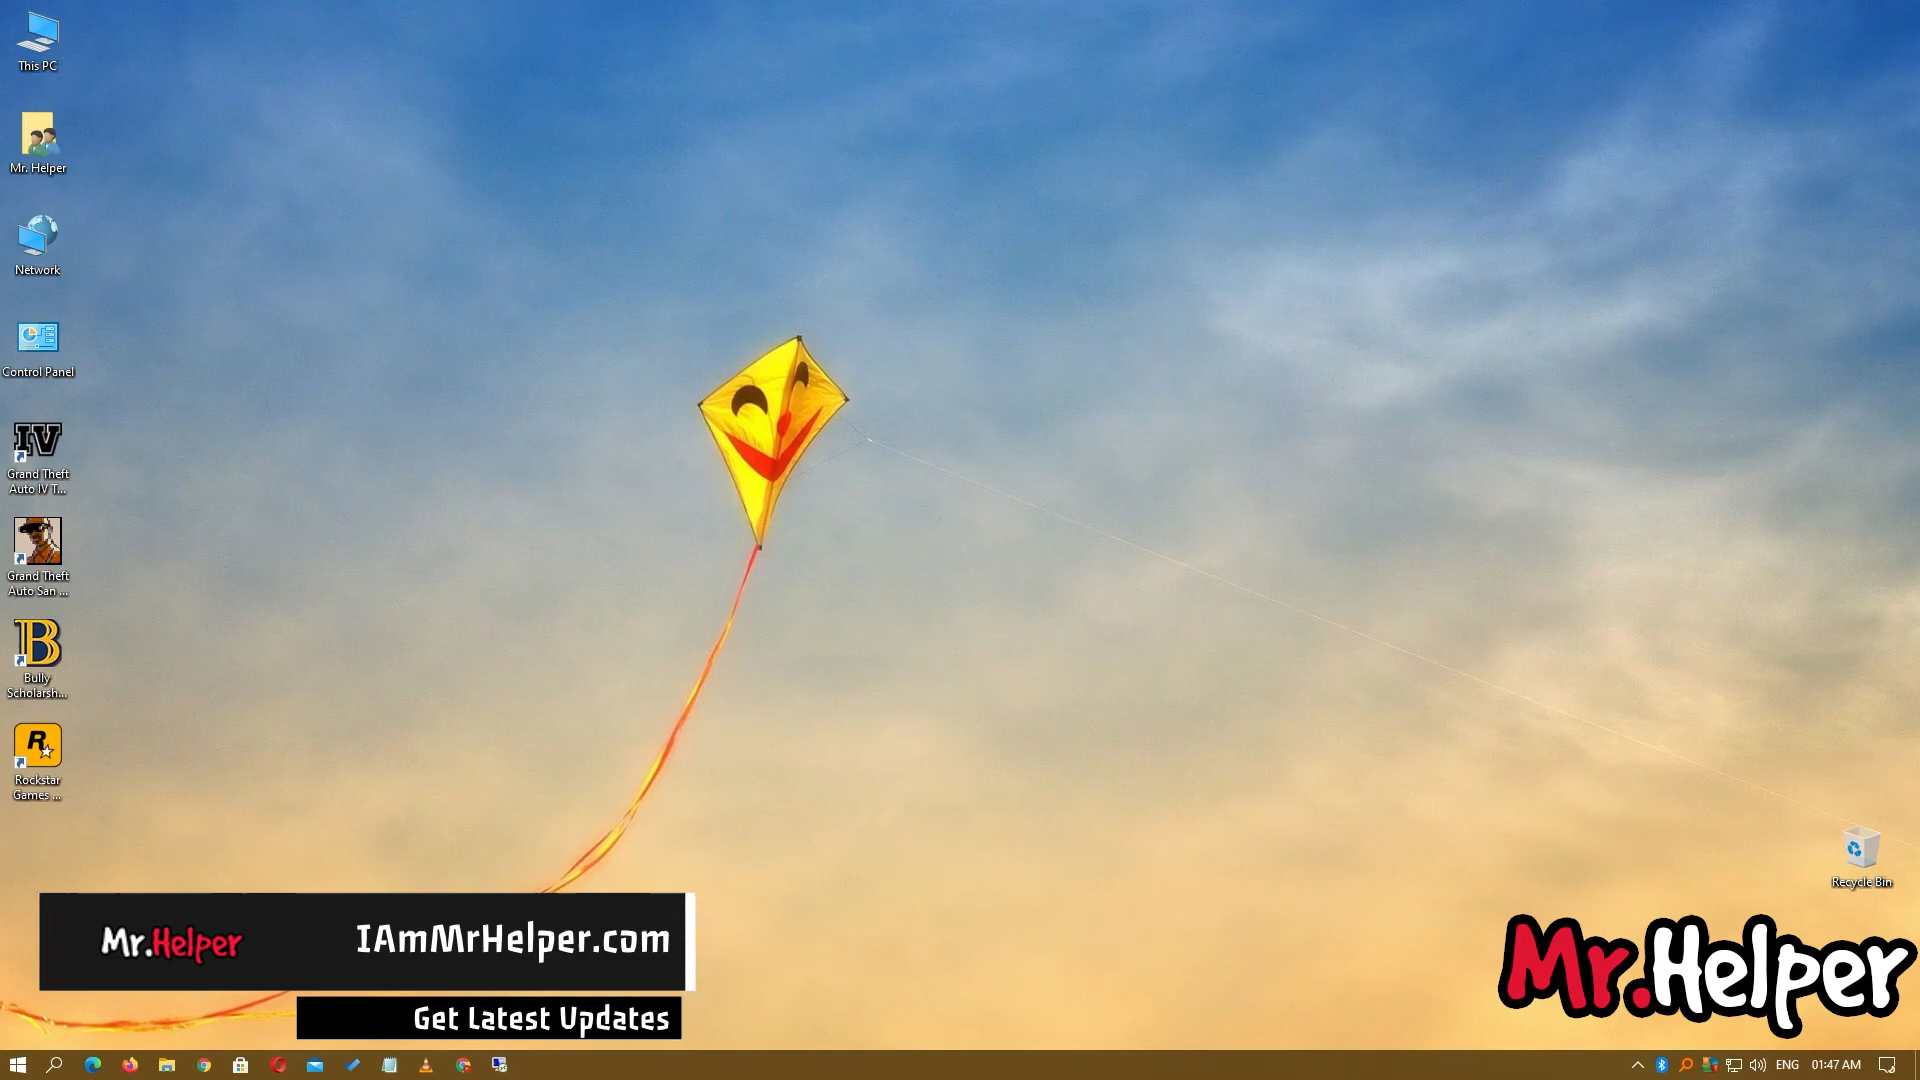 This PC
Mr. Helper
Network
Control Panel
IV
Grand Theft
Auto IV T...
Grand Theft
Auto San ...
B
Bully
Scholarsh...
R
Rockstar
Games ...
Recycle Bin
Mr.Helper
IAmMrHelper.com
Get Latest Updates
Mr.Helper
ENG
01:47 AM